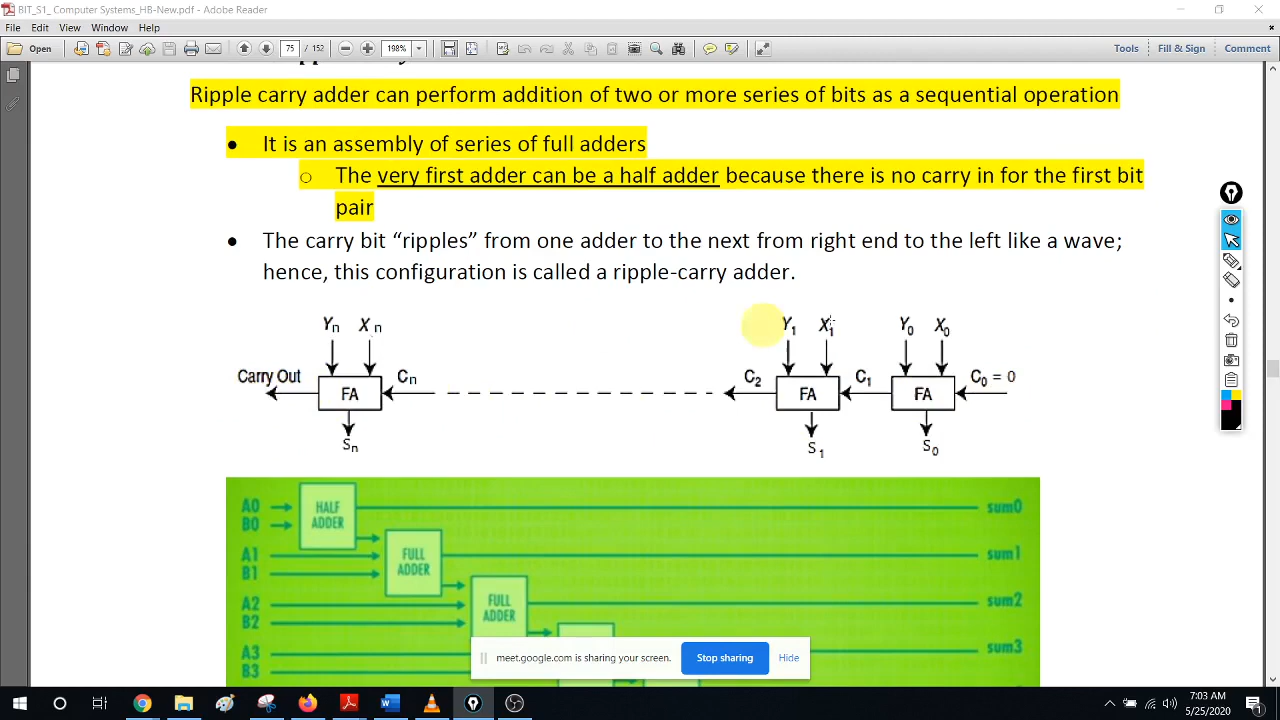 BIT_S1_ Computer Systems_HB-New.pdf - Adobe Reader
File Edit View Window Help
Open 75 / 152 198% Tools Fill & Sign Comment
Ripple carry adder can perform addition of two or more series of bits as a sequential operation
● It is an assembly of series of full adders
○ The very first adder can be a half adder because there is no carry in for the first bit
pair
● The carry bit “ripples” from one adder to the next from right end to the left like a wave;
hence, this configuration is called a ripple-carry adder.
Yn Xn Y1 X1 Y0 X0
Carry Out Cn C2 C1 C0 = 0
FA FA FA
Sn S1 S0
A0 HALF ADDER sum0
B0
A1 FULL ADDER sum1
B1
A2 FULL ADDER sum2
B2
A3 sum3
B3
meet.google.com is sharing your screen. Stop sharing Hide
7:03 AM
5/25/2020